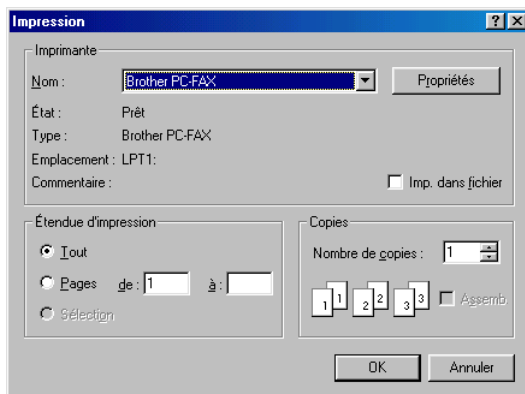 Impression
Imprimante
Nom : Brother PC-FAX Propriétés
État : Prêt
Type : Brother PC-FAX
Emplacement : LPT1:
Commentaire : Imp. dans fichier
Étendue d'impression
Tout
Pages de : 1 à :
Sélection
Copies
Nombre de copies : 1
1 1 2 2 3 3 Assemb.
OK Annuler